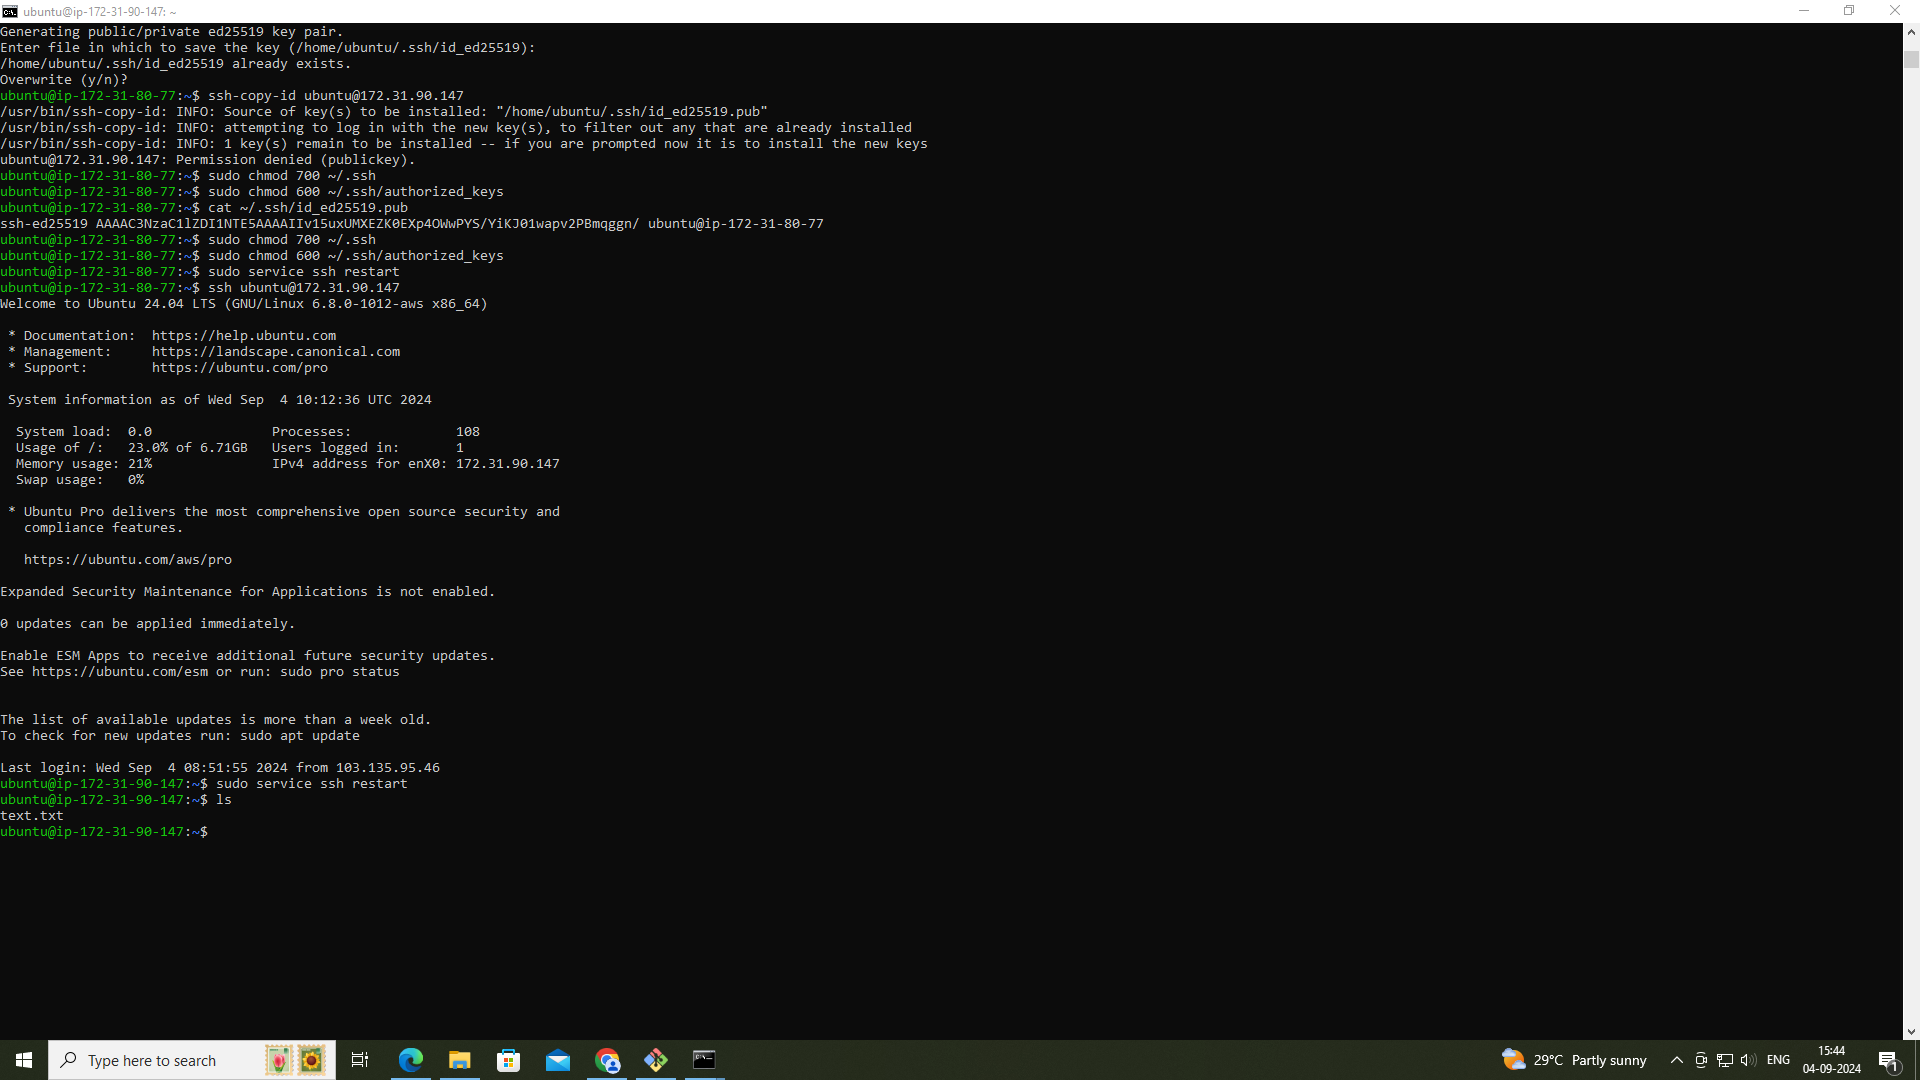 ubuntu@ip-172-31-90-147: ~
Generating public/private ed25519 key pair.
Enter file in which to save the key (/home/ubuntu/.ssh/id_ed25519):
/home/ubuntu/.ssh/id_ed25519 already exists.
Overwrite (y/n)?
ubuntu@ip-172-31-80-77:~$ ssh-copy-id ubuntu@172.31.90.147
/usr/bin/ssh-copy-id: INFO: Source of key(s) to be installed: "/home/ubuntu/.ssh/id_ed25519.pub"
/usr/bin/ssh-copy-id: INFO: attempting to log in with the new key(s), to filter out any that are already installed
/usr/bin/ssh-copy-id: INFO: 1 key(s) remain to be installed -- if you are prompted now it is to install the new keys
ubuntu@172.31.90.147: Permission denied (publickey).
ubuntu@ip-172-31-80-77:~$ sudo chmod 700 ~/.ssh
ubuntu@ip-172-31-80-77:~$ sudo chmod 600 ~/.ssh/authorized_keys
ubuntu@ip-172-31-80-77:~$ cat ~/.ssh/id_ed25519.pub
ssh-ed25519 AAAAC3NzaC1lZDI1NTE5AAAAIIv15uxUMXEZK0EXp4OWwPYS/YiKJ01wapv2PBmqggn/ ubuntu@ip-172-31-80-77
ubuntu@ip-172-31-80-77:~$ sudo chmod 700 ~/.ssh
ubuntu@ip-172-31-80-77:~$ sudo chmod 600 ~/.ssh/authorized_keys
ubuntu@ip-172-31-80-77:~$ sudo service ssh restart
ubuntu@ip-172-31-80-77:~$ ssh ubuntu@172.31.90.147
Welcome to Ubuntu 24.04 LTS (GNU/Linux 6.8.0-1012-aws x86_64)
* Documentation:  https://help.ubuntu.com
* Management:     https://landscape.canonical.com
* Support:        https://ubuntu.com/pro
System information as of Wed Sep  4 10:12:36 UTC 2024
System load:  0.0               Processes:             108
Usage of /:   23.0% of 6.71GB   Users logged in:       1
Memory usage: 21%               IPv4 address for enX0: 172.31.90.147
Swap usage:   0%
* Ubuntu Pro delivers the most comprehensive open source security and
compliance features.
https://ubuntu.com/aws/pro
Expanded Security Maintenance for Applications is not enabled.
0 updates can be applied immediately.
Enable ESM Apps to receive additional future security updates.
See https://ubuntu.com/esm or run: sudo pro status
The list of available updates is more than a week old.
To check for new updates run: sudo apt update
Last login: Wed Sep  4 08:51:55 2024 from 103.135.95.46
ubuntu@ip-172-31-90-147:~$ sudo service ssh restart
ubuntu@ip-172-31-90-147:~$ ls
text.txt
ubuntu@ip-172-31-90-147:~$
Type here to search
29°C  Partly sunny
ENG
15:44
04-09-2024
1